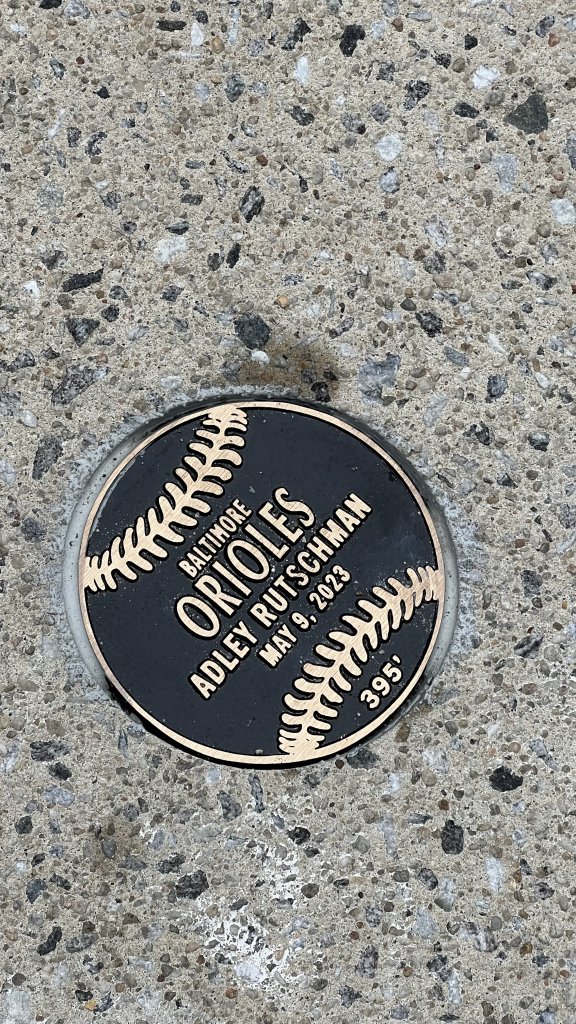 BALTIMORE
ORIOLES
ADLEY RUTSCHMAN
MAY 9, 2023
395'